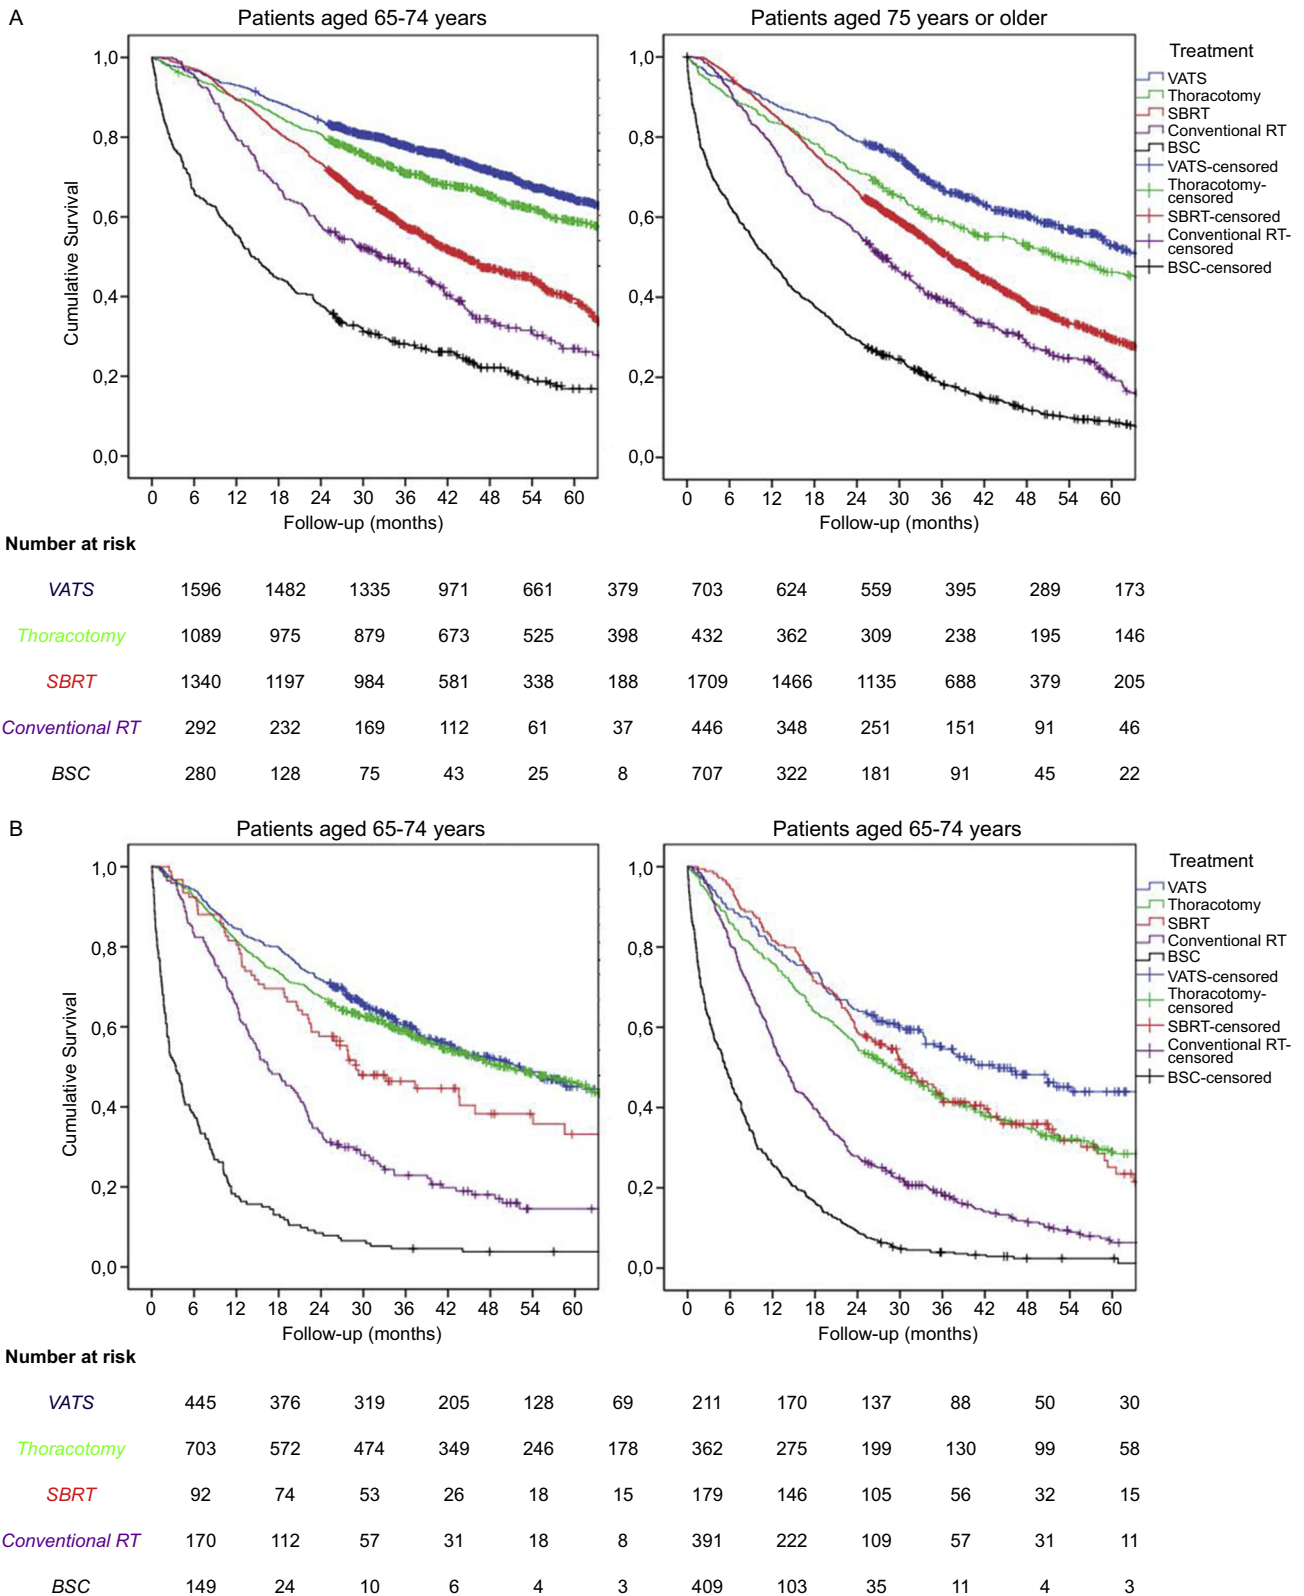 A
Patients aged 65-74 years
Patients aged 75 years or older
Cumulative Survival
1,0
0,8
0,6
0,4
0,2
0,0
0 6 12 18 24 30 36 42 48 54 60
Follow-up (months)
1,0
0,8
0,6
0,4
0,2
0,0
0 6 12 18 24 30 36 42 48 54 60
Follow-up (months)
Treatment
VATS
Thoracotomy
SBRT
Conventional RT
BSC
VATS-censored
Thoracotomy-
censored
SBRT-censored
Conventional RT-
censored
BSC-censored
Number at risk
VATS 1596 1482 1335 971 661 379 703 624 559 395 289 173
Thoracotomy 1089 975 879 673 525 398 432 362 309 238 195 146
SBRT 1340 1197 984 581 338 188 1709 1466 1135 688 379 205
Conventional RT 292 232 169 112 61 37 446 348 251 151 91 46
BSC 280 128 75 43 25 8 707 322 181 91 45 22
B
Patients aged 65-74 years
Patients aged 65-74 years
Cumulative Survival
1,0
0,8
0,6
0,4
0,2
0,0
0 6 12 18 24 30 36 42 48 54 60
Follow-up (months)
1,0
0,8
0,6
0,4
0,2
0,0
0 6 12 18 24 30 36 42 48 54 60
Follow-up (months)
Treatment
VATS
Thoracotomy
SBRT
Conventional RT
BSC
VATS-censored
Thoracotomy-
censored
SBRT-censored
Conventional RT-
censored
BSC-censored
Number at risk
VATS 445 376 319 205 128 69 211 170 137 88 50 30
Thoracotomy 703 572 474 349 246 178 362 275 199 130 99 58
SBRT 92 74 53 26 18 15 179 146 105 56 32 15
Conventional RT 170 112 57 31 18 8 391 222 109 57 31 11
BSC 149 24 10 6 4 3 409 103 35 11 4 3